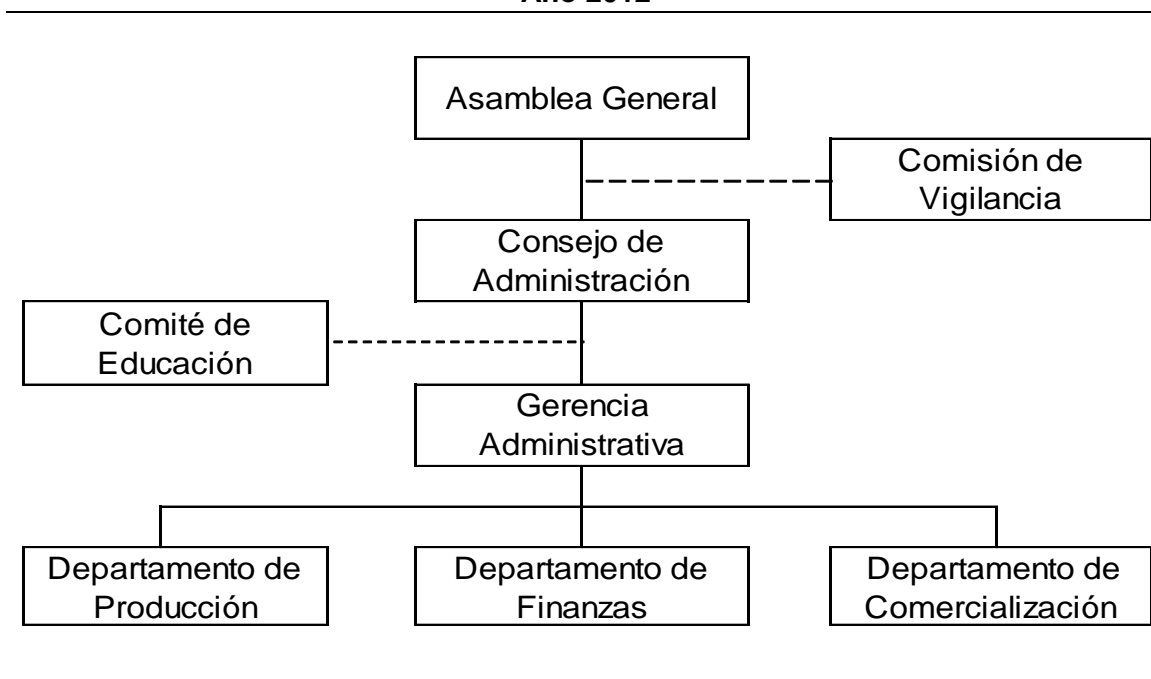 Asamblea General
Comisión de
Vigilancia
Consejo de
Administración
Comité de
Educación
Gerencia
Administrativa
Departamento de
Producción
Departamento de
Finanzas
Departamento de
Comercialización